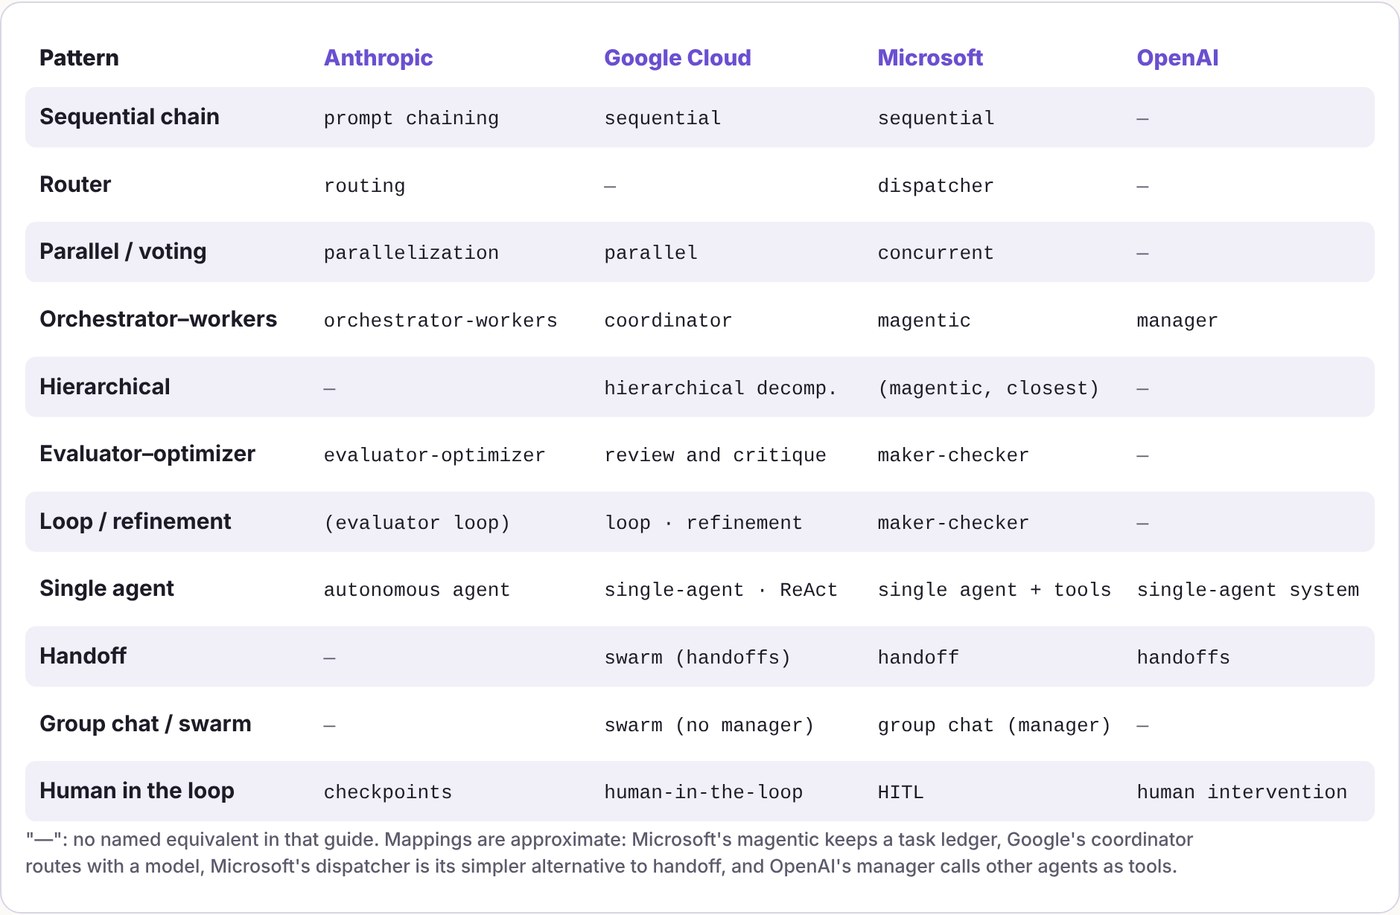 Pattern Anthropic Google Cloud Microsoft OpenAI
Sequential chain prompt chaining sequential sequential —
Router routing — dispatcher —
Parallel / voting parallelization parallel concurrent —
Orchestrator–workers orchestrator-workers coordinator magentic manager
Hierarchical — hierarchical decomp. (magentic, closest) —
Evaluator–optimizer evaluator-optimizer review and critique maker-checker —
Loop / refinement (evaluator loop) loop · refinement maker-checker —
Single agent autonomous agent single-agent · ReAct single agent + tools single-agent system
Handoff — swarm (handoffs) handoff handoffs
Group chat / swarm — swarm (no manager) group chat (manager) —
Human in the loop checkpoints human-in-the-loop HITL human intervention
"—": no named equivalent in that guide. Mappings are approximate: Microsoft's magentic keeps a task ledger, Google's coordinator
routes with a model, Microsoft's dispatcher is its simpler alternative to handoff, and OpenAI's manager calls other agents as tools.